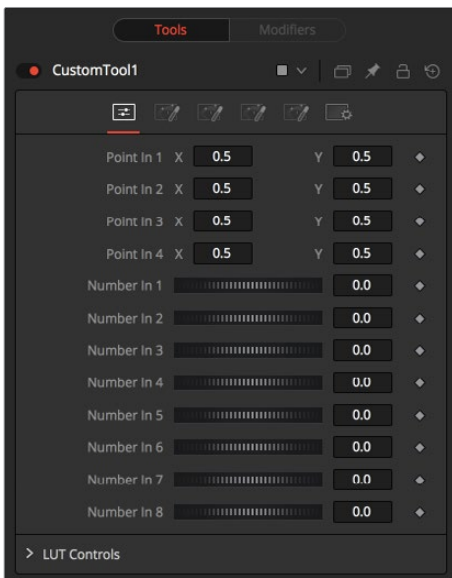 Tools Modifiers
CustomTool1
Point In 1 X 0.5 Y 0.5
Point In 2 X 0.5 Y 0.5
Point In 3 X 0.5 Y 0.5
Point In 4 X 0.5 Y 0.5
Number In 1 0.0
Number In 2 0.0
Number In 3 0.0
Number In 4 0.0
Number In 5 0.0
Number In 6 0.0
Number In 7 0.0
Number In 8 0.0
LUT Controls